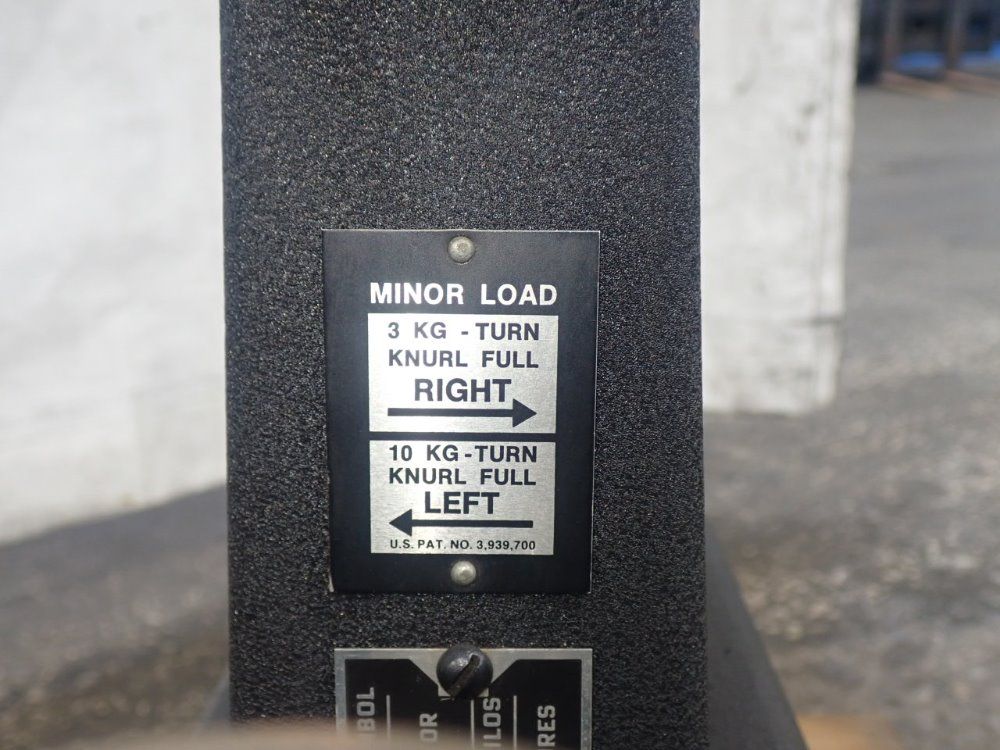 MINOR LOAD
3 KG - TURN
KNURL FULL
RIGHT
10 KG - TURN
KNURL FULL
LEFT
U.S. PAT. NO. 3,939,700